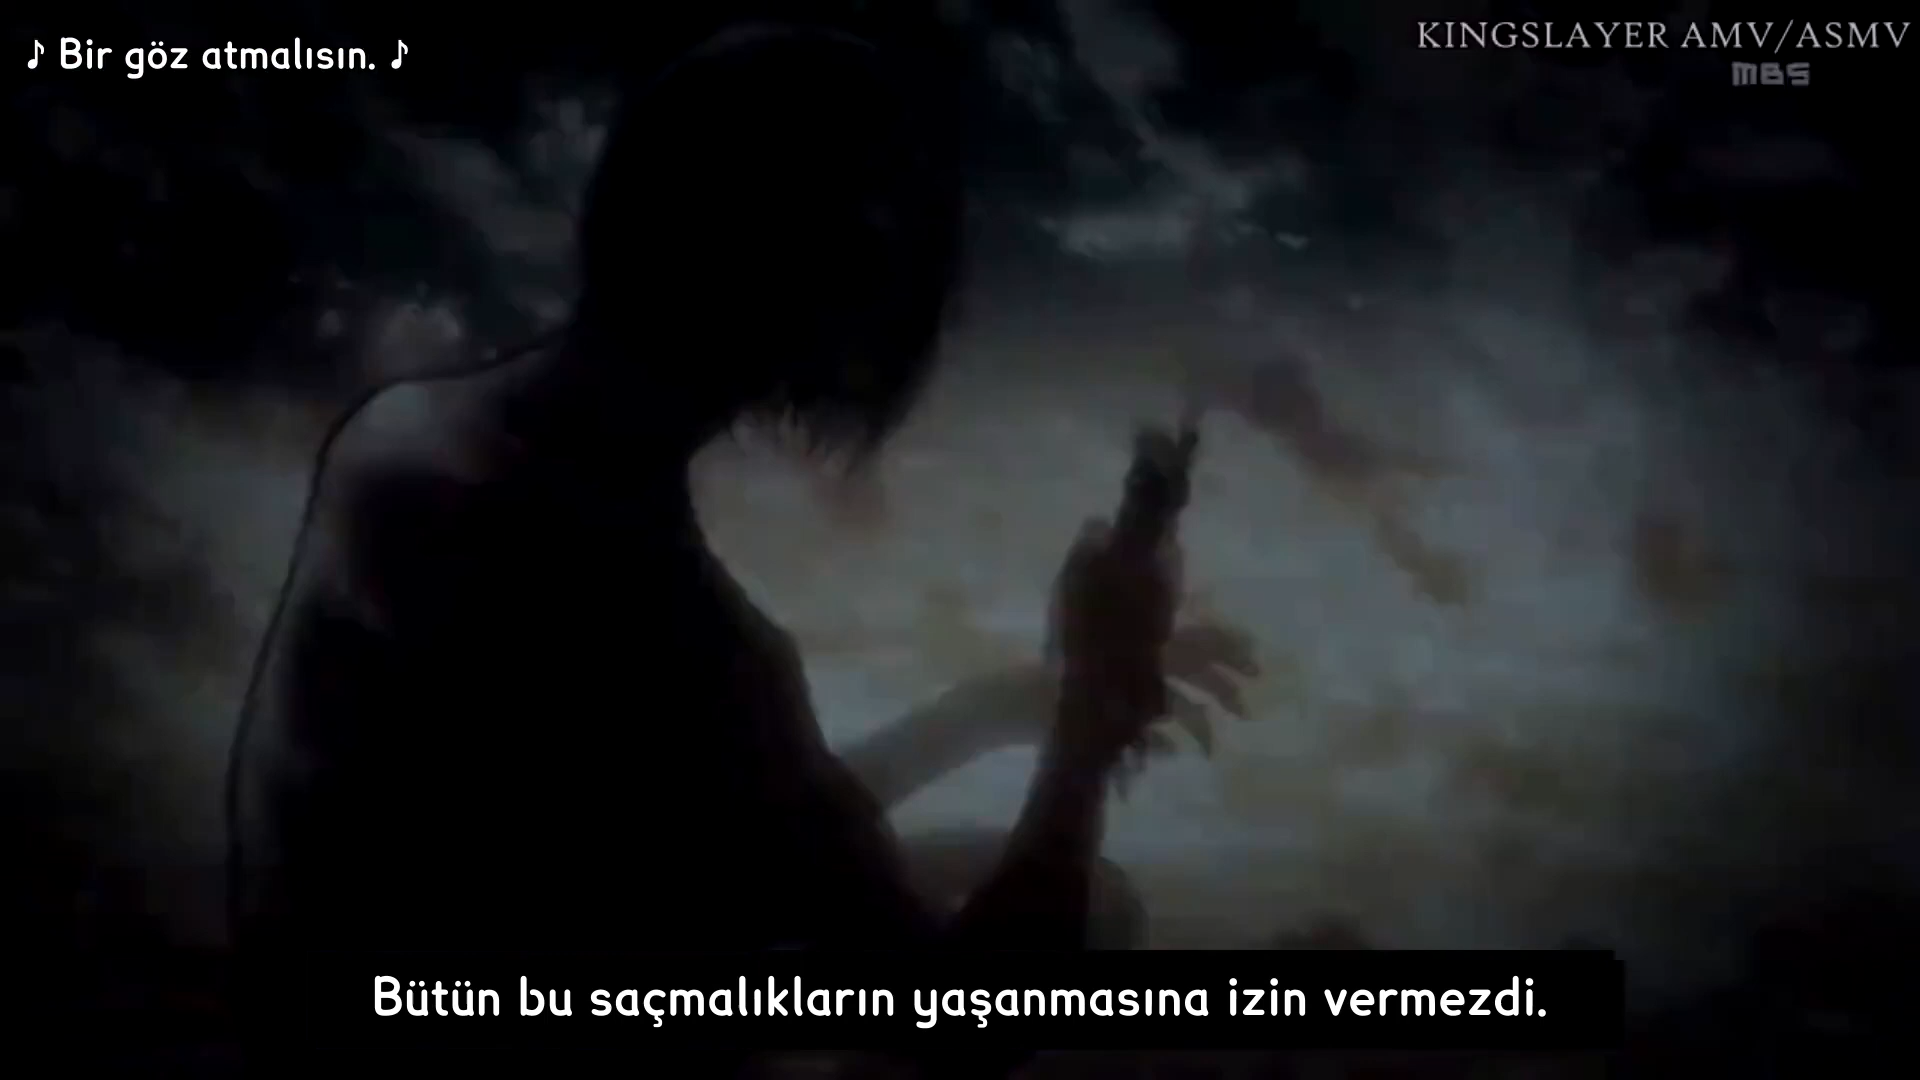 ♪ Bir göz atmalısın. ♪
KINGSLAYER AMV/ASMV
MBS
Bütün bu saçmalıkların yaşanmasına izin vermezdi.